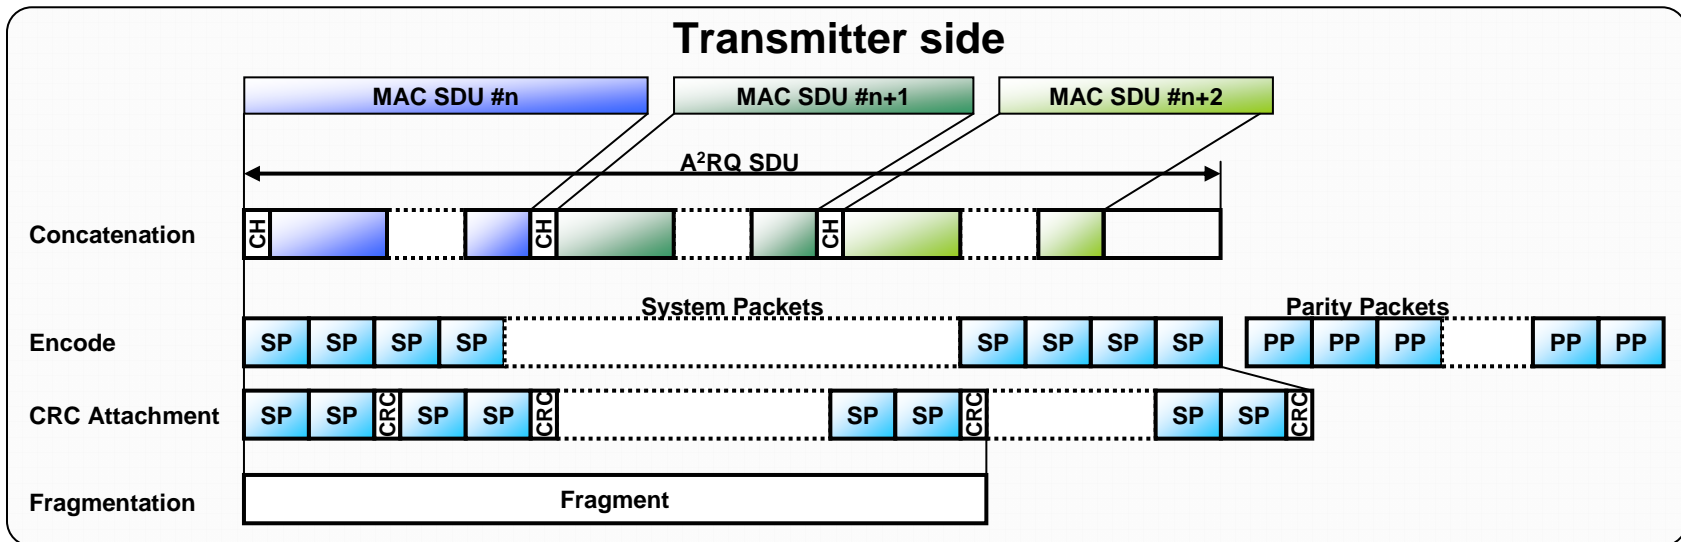 Transmitter side
MAC SDU #n MAC SDU #n+1 MAC SDU #n+2
A²RQ SDU
Concatenation CH CH CH
System Packets Parity Packets
Encode SP SP SP SP SP SP SP SP PP PP PP PP PP
CRC Attachment SP SP CRC SP SP CRC SP SP CRC SP SP CRC
Fragmentation Fragment